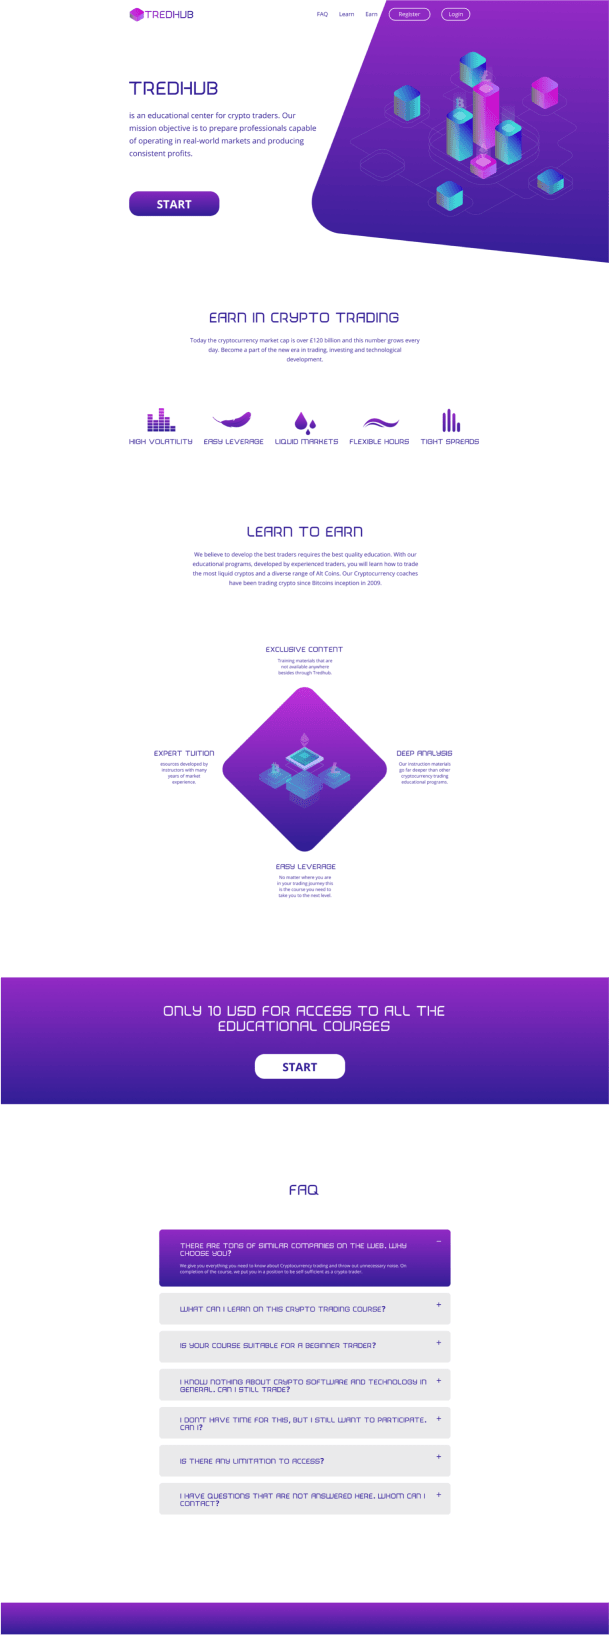 TREDHUB
FAQ Learn Earn Register Login
TREDHUB
is an educational center for crypto traders. Our
mission objective is to prepare professionals capable
of operating in real-world markets and producing
consistent profits.
START
EARN IN CRYPTO TRADING
Today the cryptocurrency market cap is over £120 billion and this number grows every
day. Become a part of the new era in trading, investing and technological
development.
HIGH VOLATILITY EASY LEVERAGE LIQUID MARKETS FLEXIBLE HOURS TIGHT SPREADS
LEARN TO EARN
We believe to develop the best traders requires the best quality education. With our
educational programs, developed by experienced traders, you will learn how to trade
the most liquid cryptos and a diverse range of Alt Coins. Our Cryptocurrency coaches
have been trading crypto since Bitcoins inception in 2009.
EXCLUSIVE CONTENT
Training materials that are
not available anywhere
besides through Tredhub.
EXPERT TUITION
esources developed by
instructors with many
years of market
experience.
DEEP ANALYSIS
Our instruction materials
go far deeper than other
cryptocurrency trading
educational programs.
EASY LEVERAGE
No matter where you are
in your trading journey this
is the course you need to
take you to the next level.
ONLY 10 USD FOR ACCESS TO ALL THE
EDUCATIONAL COURSES
START
FAQ
THERE ARE TONS OF SIMILAR COMPANIES ON THE WEB. WHY
CHOOSE YOU?
We give you everything you need to know about Cryptocurrency trading and throw out unnecessary noise. On
completion of the course, we put you in a position to be self sufficient as a crypto trader.
WHAT CAN I LEARN ON THIS CRYPTO TRADING COURSE?
IS YOUR COURSE SUITABLE FOR A BEGINNER TRADER?
I KNOW NOTHING ABOUT CRYPTO SOFTWARE AND TECHNOLOGY IN
GENERAL. CAN I STILL TRADE?
I DON'T HAVE TIME FOR THIS, BUT I STILL WANT TO PARTICIPATE.
CAN I?
IS THERE ANY LIMITATION TO ACCESS?
I HAVE QUESTIONS THAT ARE NOT ANSWERED HERE. WHOM CAN I
CONTACT?